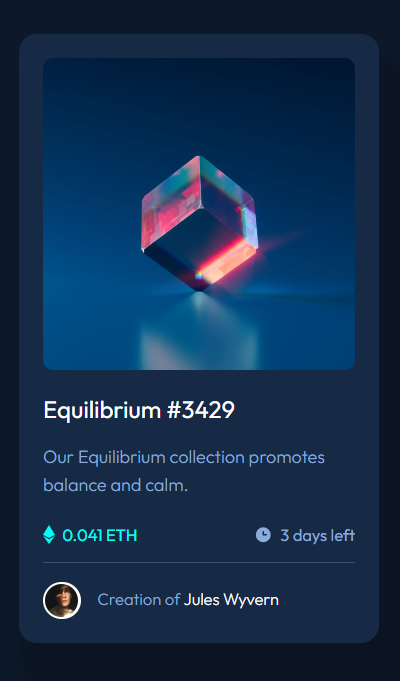 Equilibrium #3429
Our Equilibrium collection promotes
balance and calm.
0.041 ETH
3 days left
Creation of Jules Wyvern